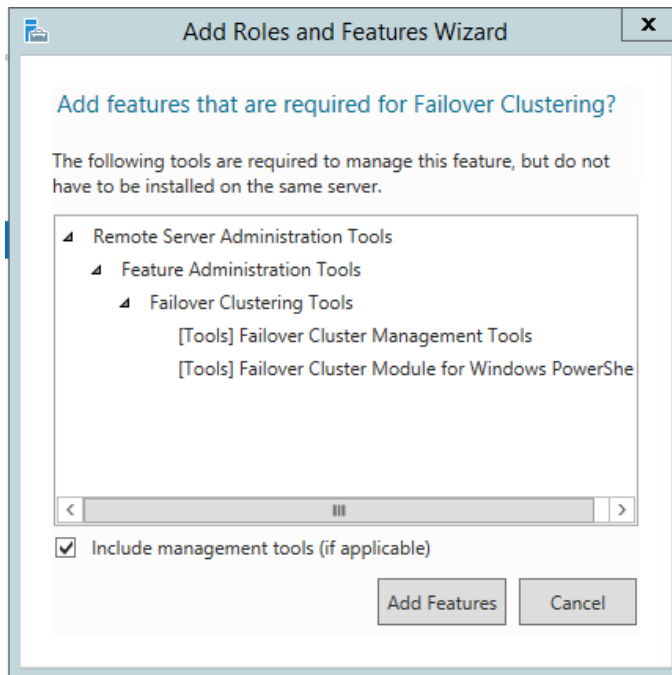 Add Roles and Features Wizard
x
Add features that are required for Failover Clustering?
The following tools are required to manage this feature, but do not
have to be installed on the same server.
Remote Server Administration Tools
Feature Administration Tools
Failover Clustering Tools
[Tools] Failover Cluster Management Tools
[Tools] Failover Cluster Module for Windows PowerShe
Include management tools (if applicable)
Add Features Cancel